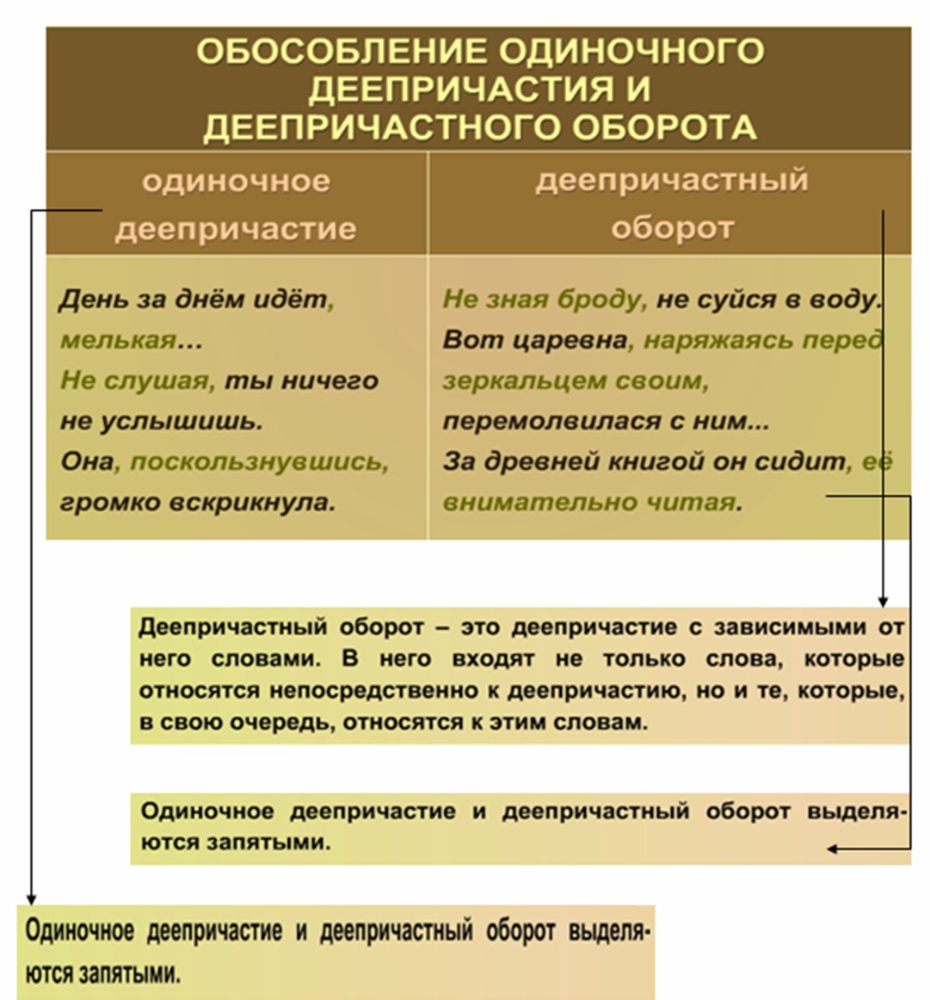 ОБОСОБЛЕНИЕ ОДИНОЧНОГО
ДЕЕПРИЧАСТИЯ И
ДЕЕПРИЧАСТНОГО ОБОРОТА
одиночное
деепричастие
деепричастный
оборот
День за днём идёт,
мелькая...
Не слушая, ты ничего
не услышишь.
Она, поскользнувшись,
громко вскрикнула.
Не зная броду, не суйся в воду.
Вот царевна, наряжаясь перед
зеркальцем своим,
перемолвилася с ним...
За древней книгой он сидит, её
внимательно читая.
Деепричастный оборот – это деепричастие с зависимыми от
него словами. В него входят не только слова, которые
относятся непосредственно к деепричастию, но и те, которые,
в свою очередь, относятся к этим словам.
Одиночное деепричастие и деепричастный оборот выделя-
ются запятыми.
Одиночное деепричастие и деепричастный оборот выделя-
ются запятыми.